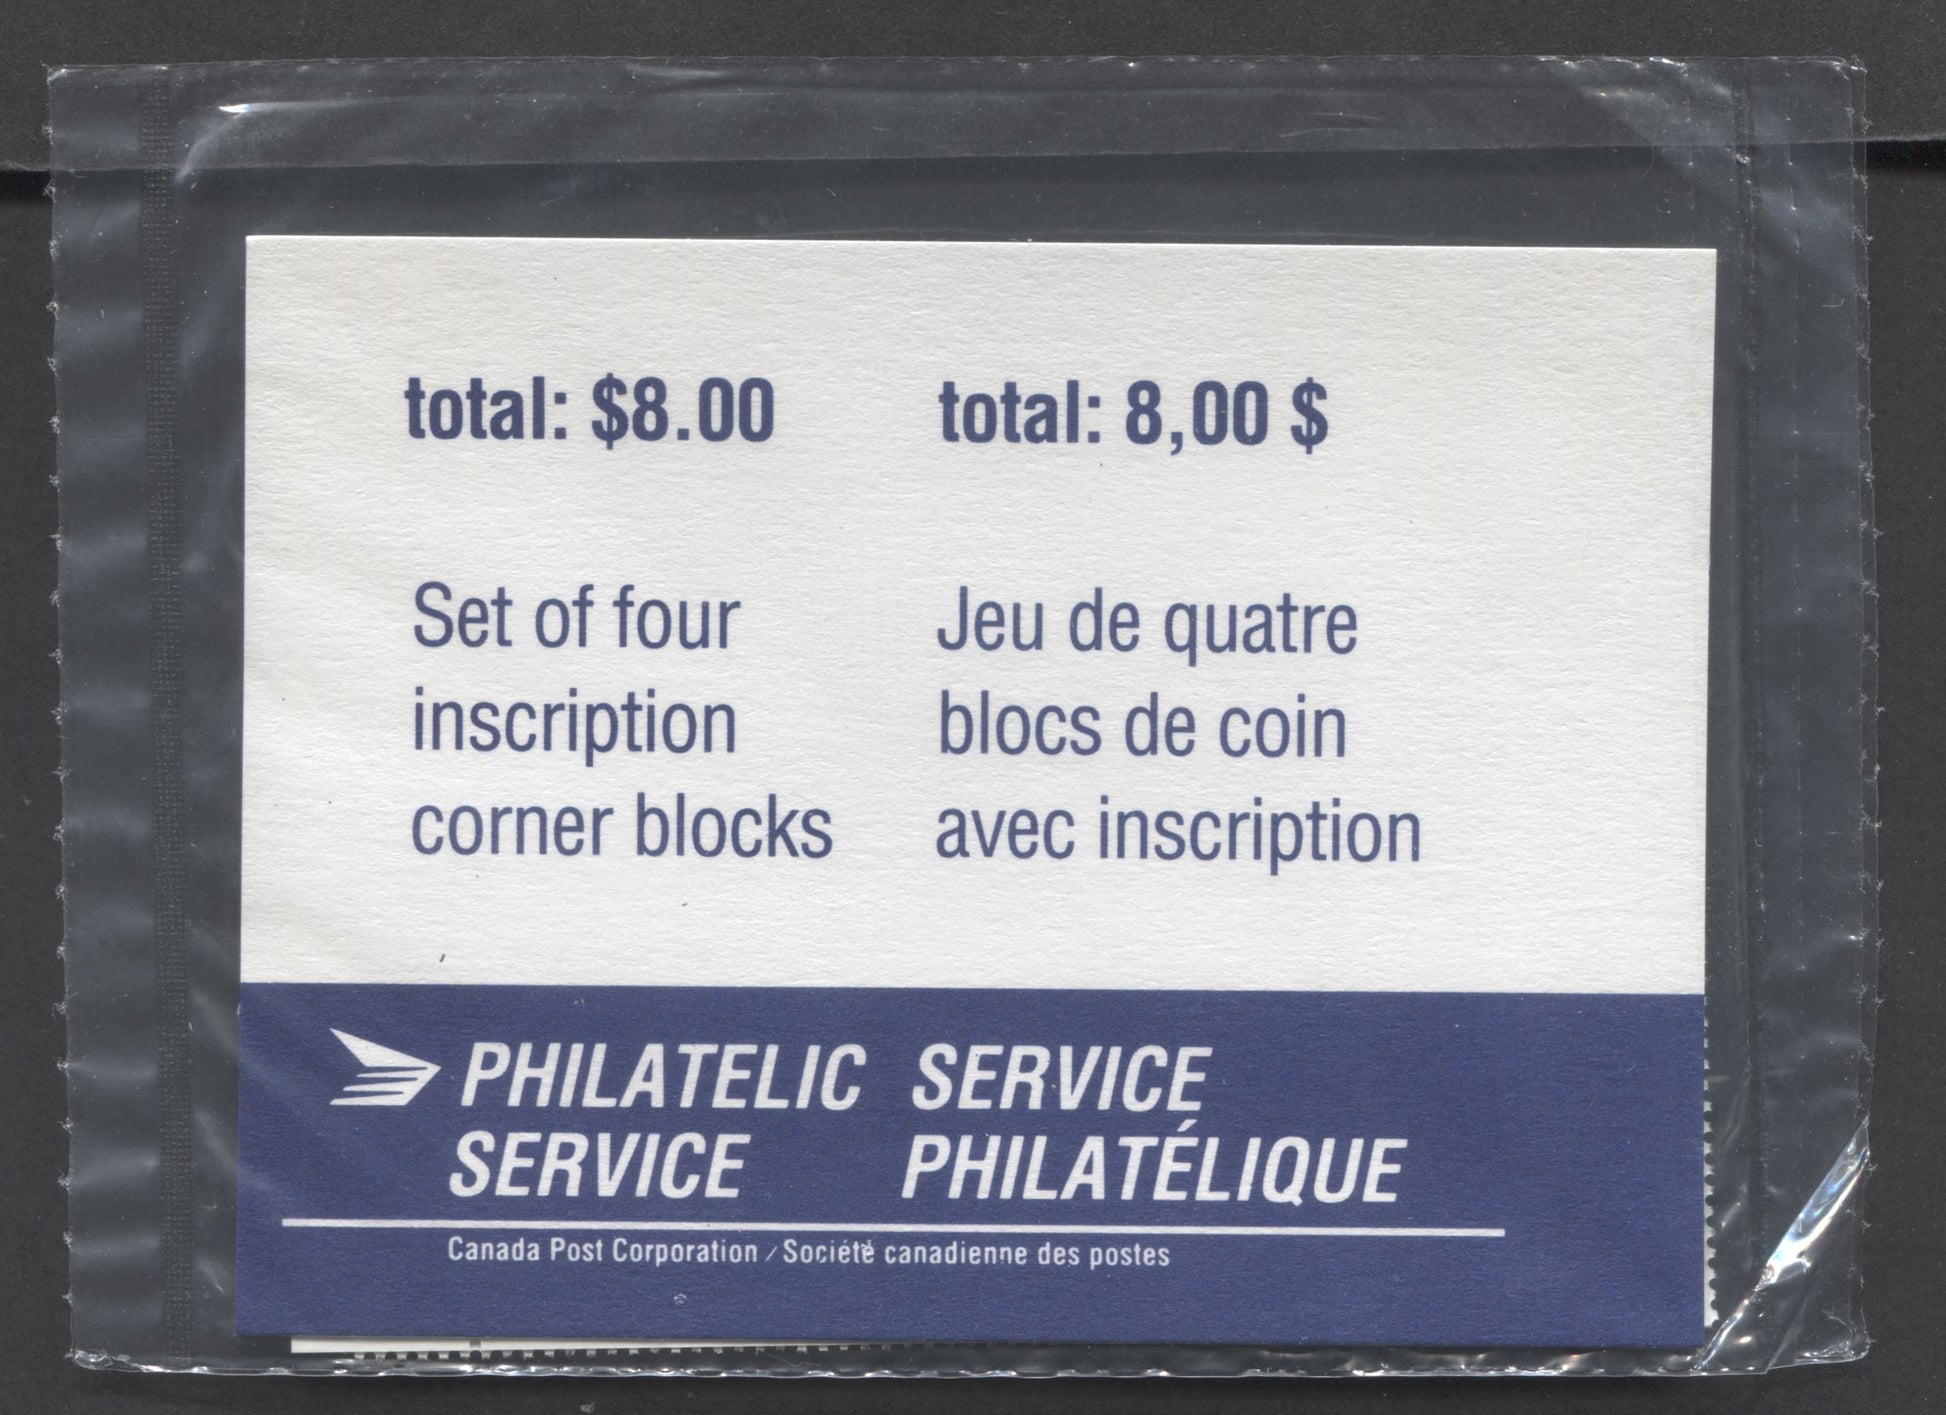 total: $8.00
total: 8,00 $
Set of four
inscription
corner blocks
Jeu de quatre
blocs de coin
avec inscription
PHILATELIC
SERVICE
SERVICE
PHILATÉLIQUE
Canada Post Corporation / Société canadienne des postes